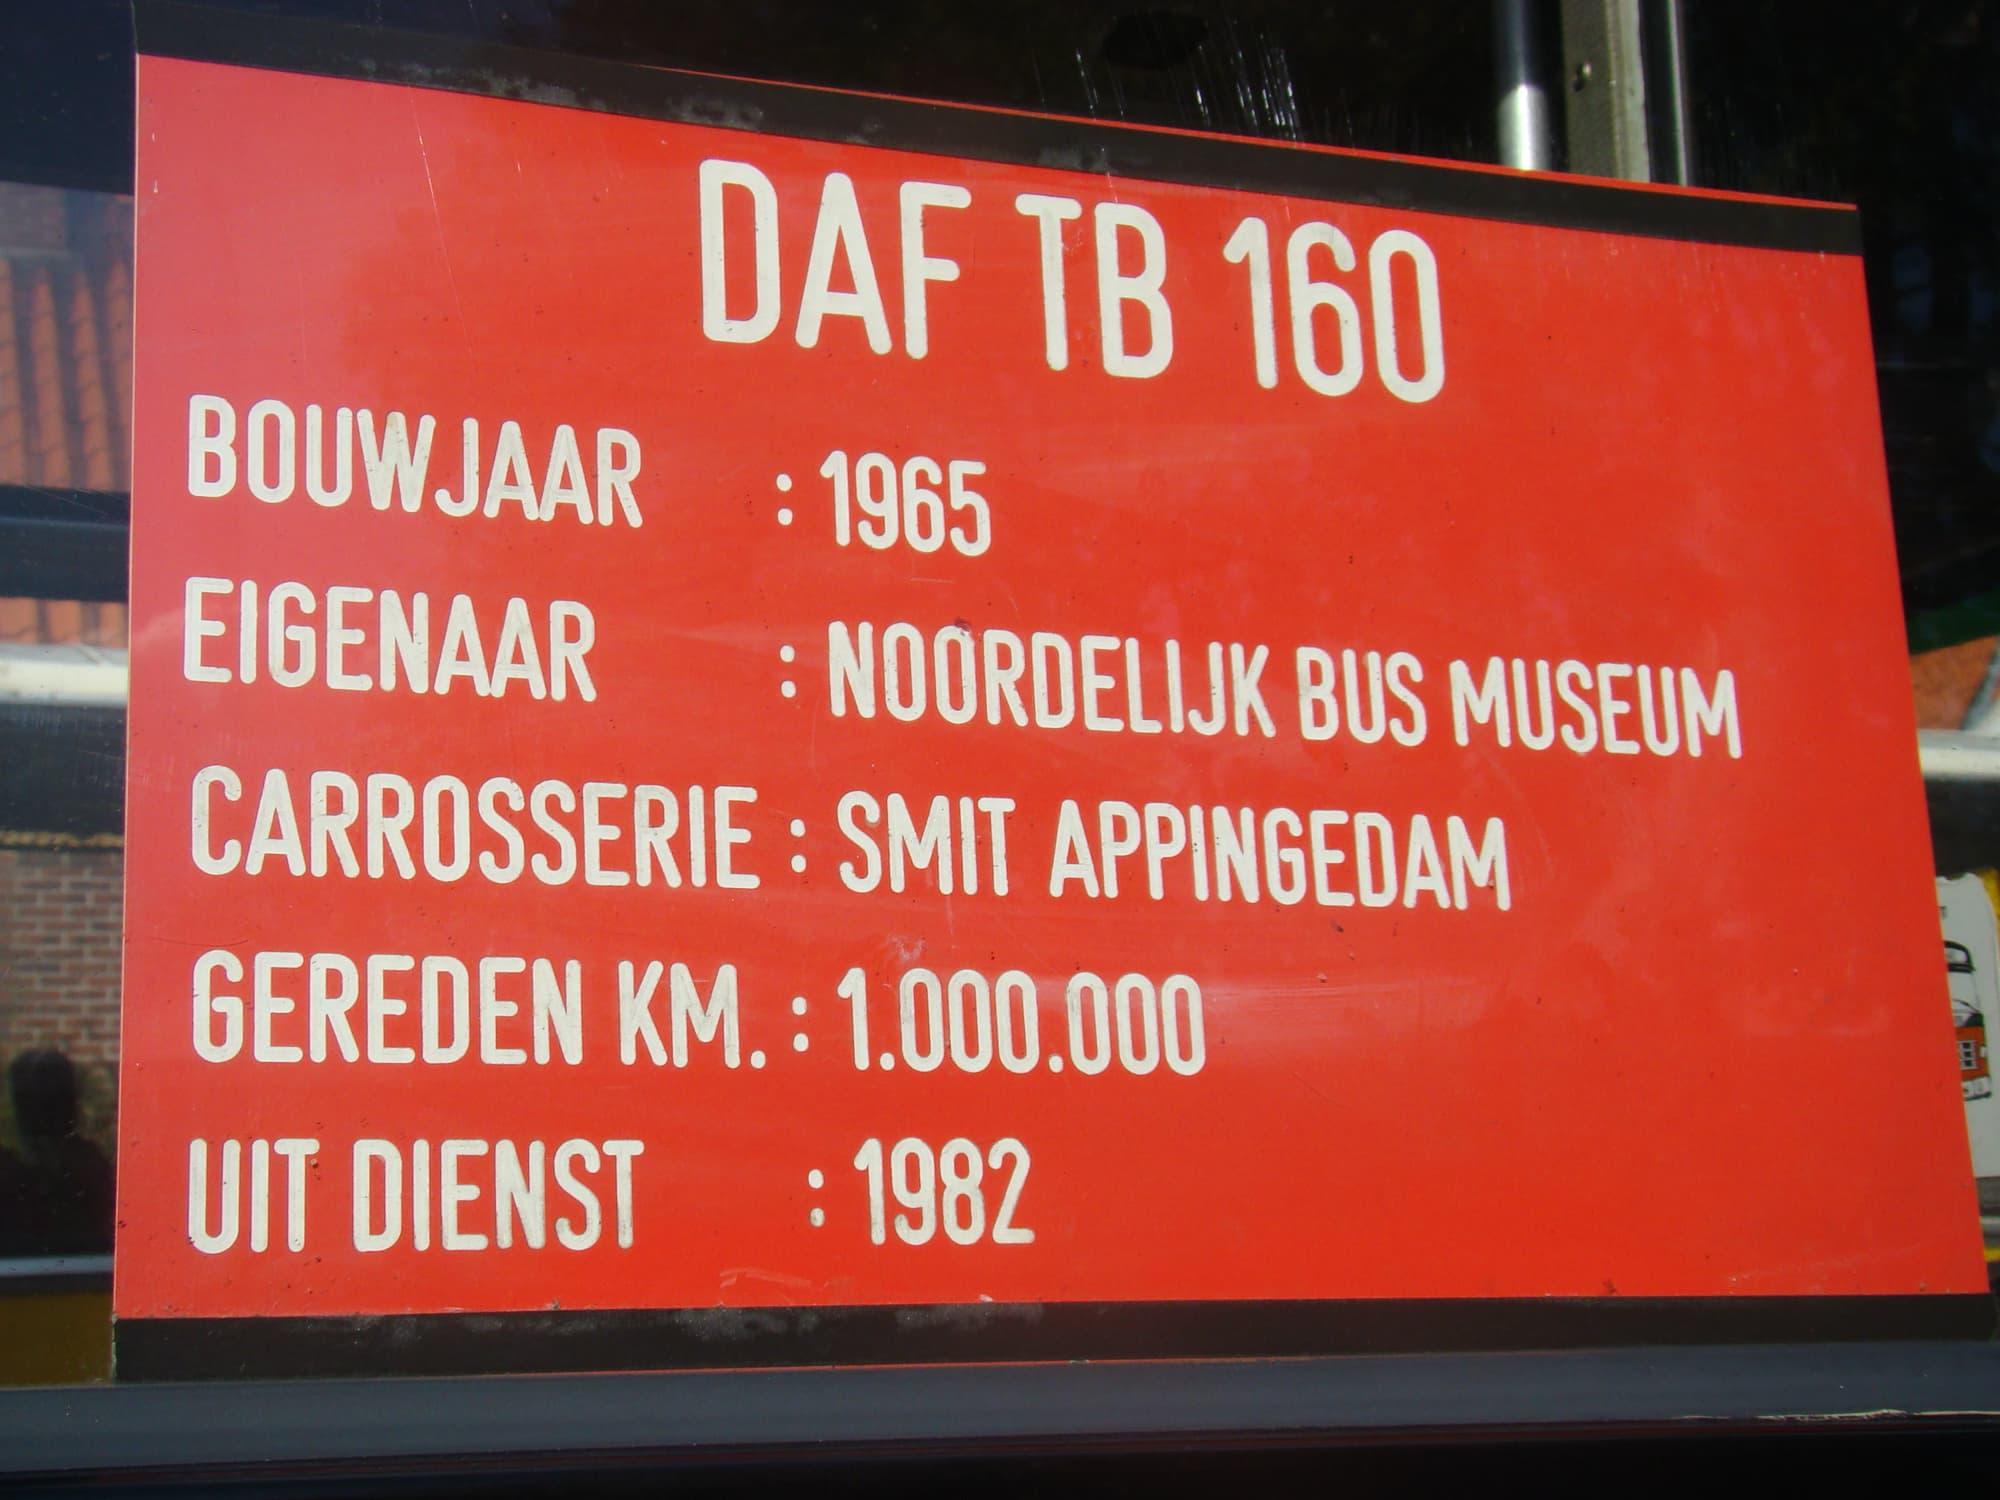 DAF TB 160
BOUWJAAR : 1965
EIGENAAR : NOORDELIJK BUS MUSEUM
CARROSSERIE : SMIT APPINGEDAM
GEREDEN KM. : 1.000.000
UIT DIENST : 1982